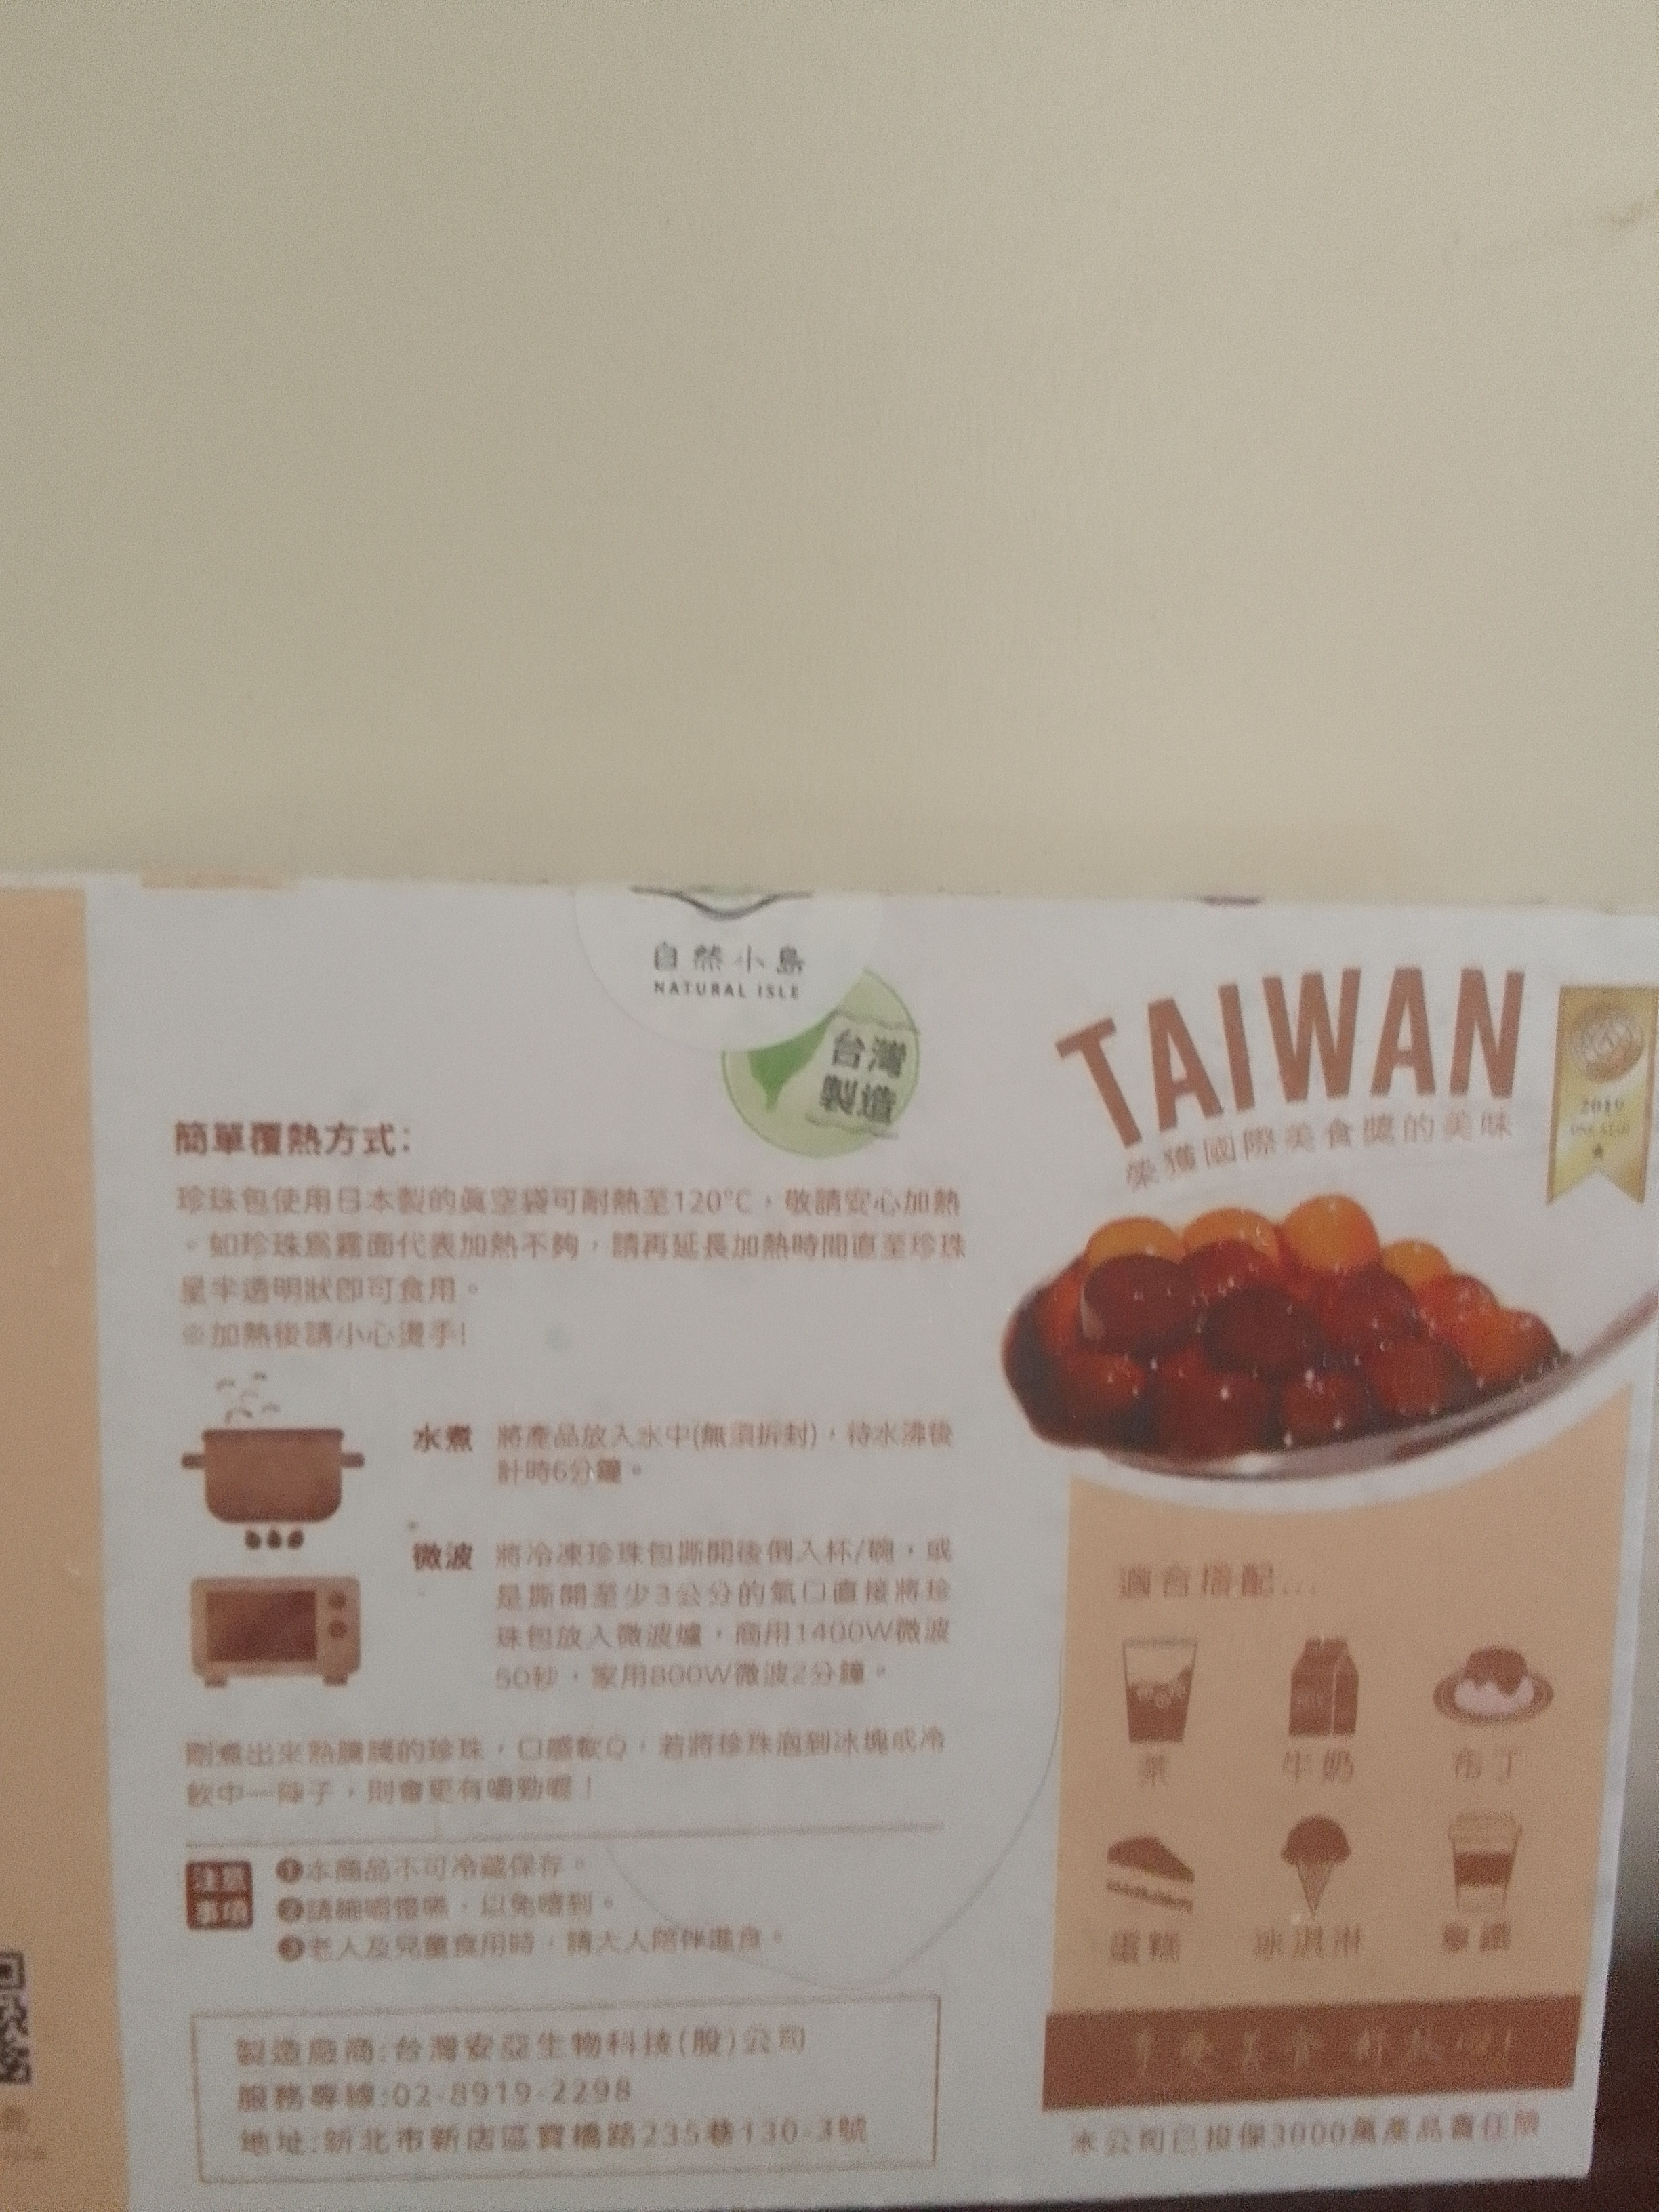 自然小島
NATURAL ISLE
台灣
製造
簡單覆熱方式：
珍珠包使用日本製的真空袋可耐熱至120°C，敬請安心加熱
。如珍珠為霧面代表加熱不夠，請再延長加熱時間直至珍珠
呈半透明狀即可食用。
※加熱後請小心燙手!
水煮 將產品放入水中(無須拆封)，待水沸後
計時6分鐘。
微波 將冷凍珍珠包撕開後倒入杯/碗，或
是撕開至少3公分的氣口直接將珍
珠包放入微波爐，商用1400W微波
50秒，家用800W微波2分鐘。
剛煮出來熱騰騰的珍珠，口感軟Q，若將珍珠泡到冰塊或冷
飲中一陣子，則會更有嚼勁喔！
注意
事項
❶本商品不可冷藏保存。
❷請細嚼慢嚥，以免噎到。
❸老人及兒童食用時，請大人陪伴進食。
製造廠商:台灣安亞生物科技(股)公司
服務專線:02-8919-2298
地址:新北市新店區寶橋路235巷130-3號
TAIWAN
榮獲國際美食獎的美味
2019
適合搭配...
茶 牛奶 布丁
蛋糕 冰淇淋 拿鐵
享樂美食 新放心!
本公司已投保3000萬產品責任險